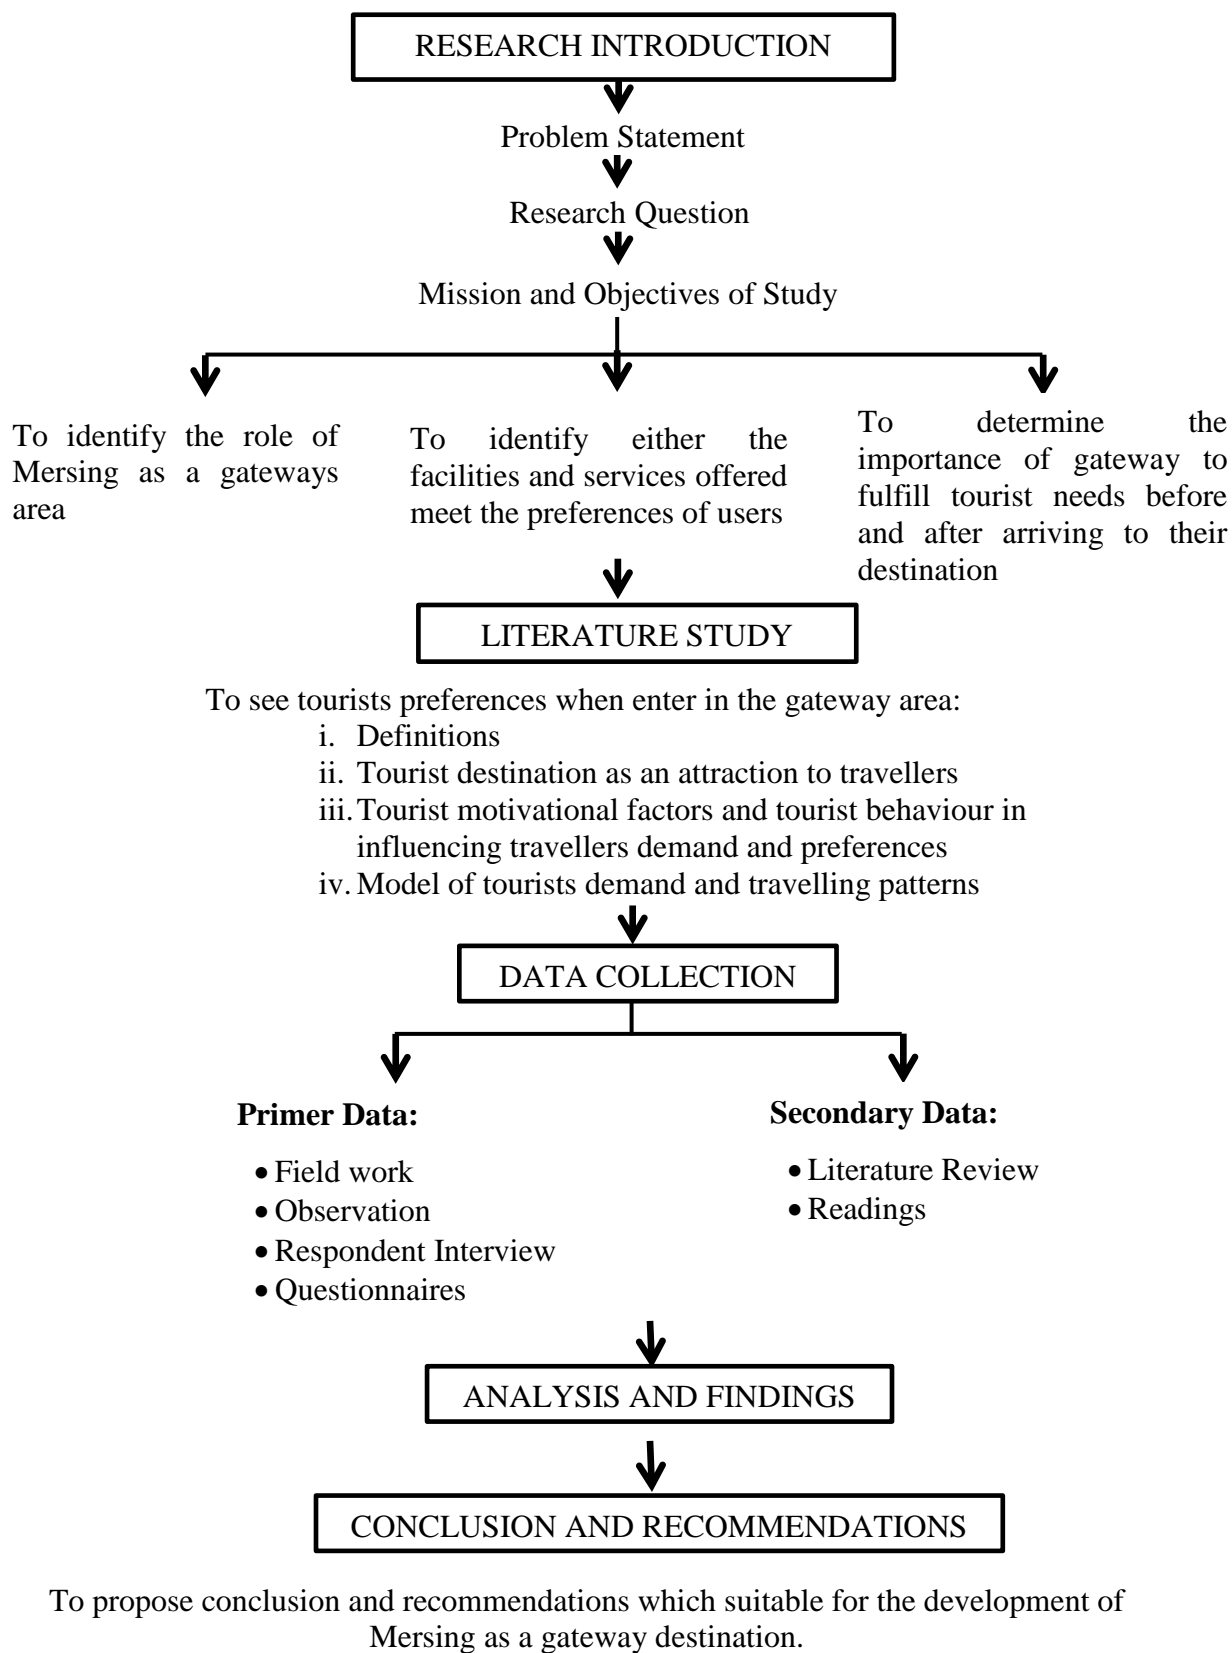 RESEARCH INTRODUCTION
Problem Statement
Research Question
Mission and Objectives of Study
To identify the role of
Mersing as a gateways
area
To identify either the
facilities and services offered
meet the preferences of users
To determine the
importance of gateway to
fulfill tourist needs before
and after arriving to their
destination
LITERATURE STUDY
To see tourists preferences when enter in the gateway area:
i. Definitions
ii. Tourist destination as an attraction to travellers
iii. Tourist motivational factors and tourist behaviour in
influencing travellers demand and preferences
iv. Model of tourists demand and travelling patterns
DATA COLLECTION
Primer Data:
• Field work
• Observation
• Respondent Interview
• Questionnaires
Secondary Data:
• Literature Review
• Readings
ANALYSIS AND FINDINGS
CONCLUSION AND RECOMMENDATIONS
To propose conclusion and recommendations which suitable for the development of
Mersing as a gateway destination.